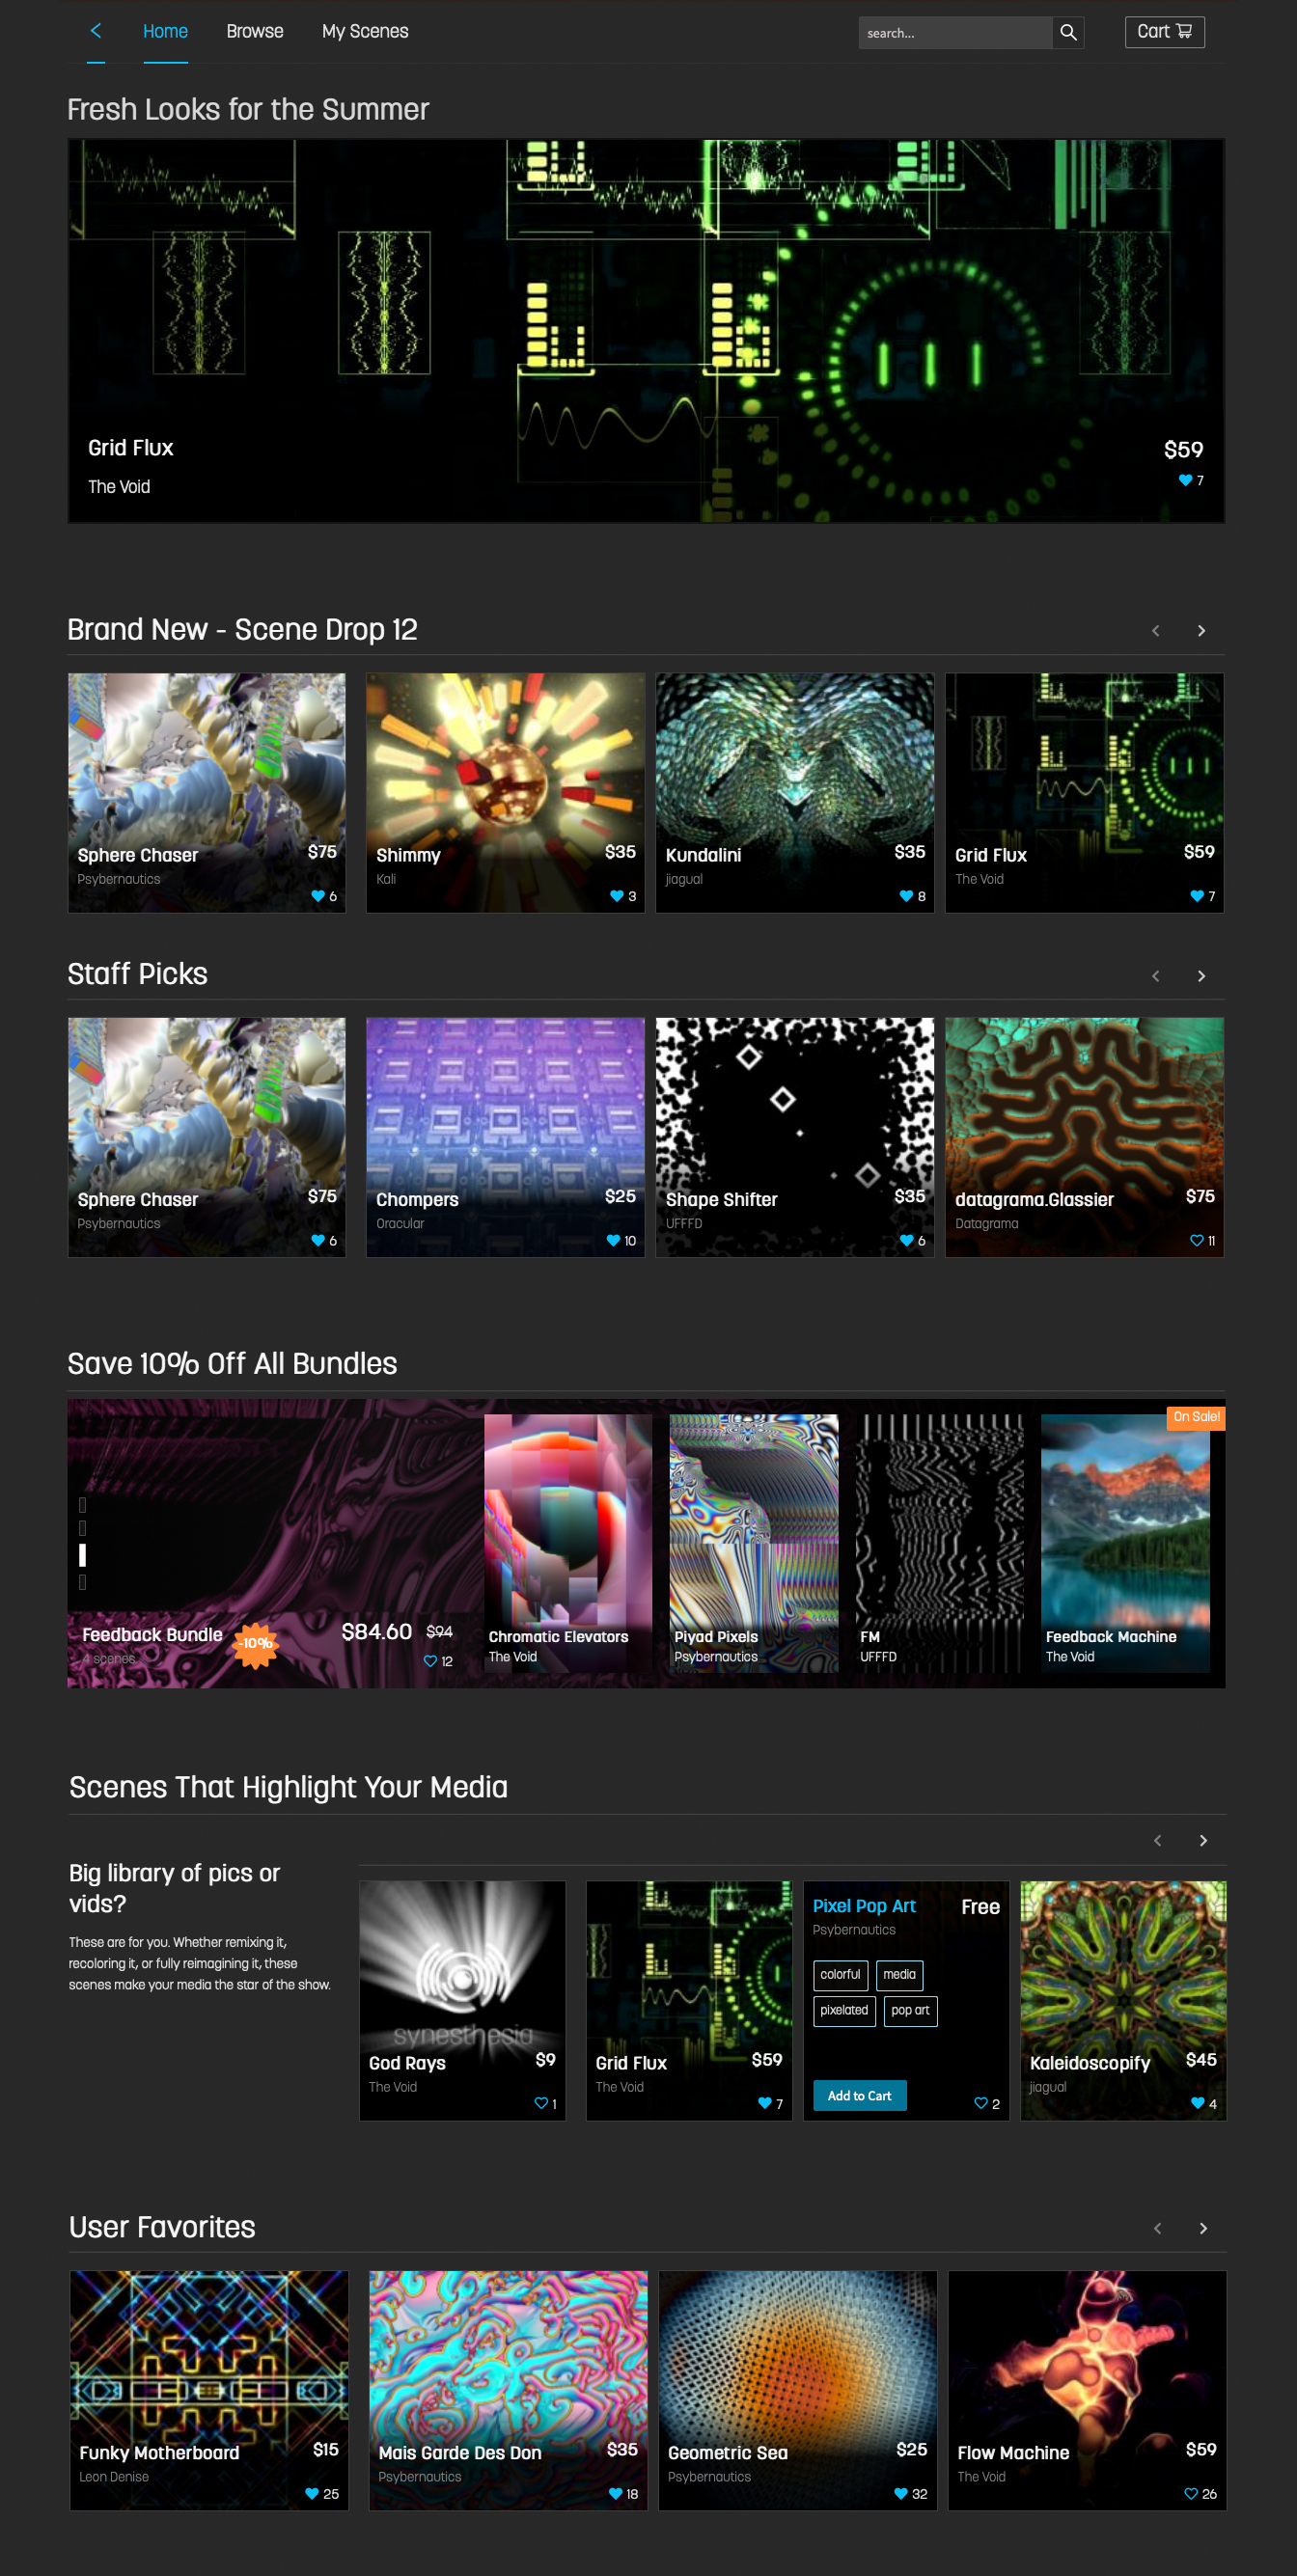 Home
Browse
My Scenes
search...
Cart
Fresh Looks for the Summer
Grid Flux
$59
The Void
7
Brand New - Scene Drop 12
Sphere Chaser
$75
Psybernautics
6
Shimmy
$35
Kali
3
Kundalini
$35
jiagual
8
Grid Flux
$59
The Void
7
Staff Picks
Sphere Chaser
$75
Psybernautics
6
Chompers
$25
Oracular
10
Shape Shifter
$35
UFFFD
6
datagrama.Glassier
$75
Datagrama
11
Save 10% Off All Bundles
On Sale!
Feedback Bundle
4 scenes
-10%
$84.60 $94
12
Chromatic Elevators
The Void
Piyad Pixels
Psybernautics
FM
UFFFD
Feedback Machine
The Void
Scenes That Highlight Your Media
Big library of pics or
vids?
These are for you. Whether remixing it,
recoloring it, or fully reimagining it, these
scenes make your media the star of the show.
synesthesia
God Rays
$9
The Void
1
Grid Flux
$59
The Void
7
Pixel Pop Art
Free
Psybernautics
colorful
media
pixelated
pop art
Add to Cart
2
Kaleidoscopify
$45
jiagual
4
User Favorites
Funky Motherboard
$15
Leon Denise
25
Mais Garde Des Don
$35
Psybernautics
18
Geometric Sea
$25
Psybernautics
32
Flow Machine
$59
The Void
26